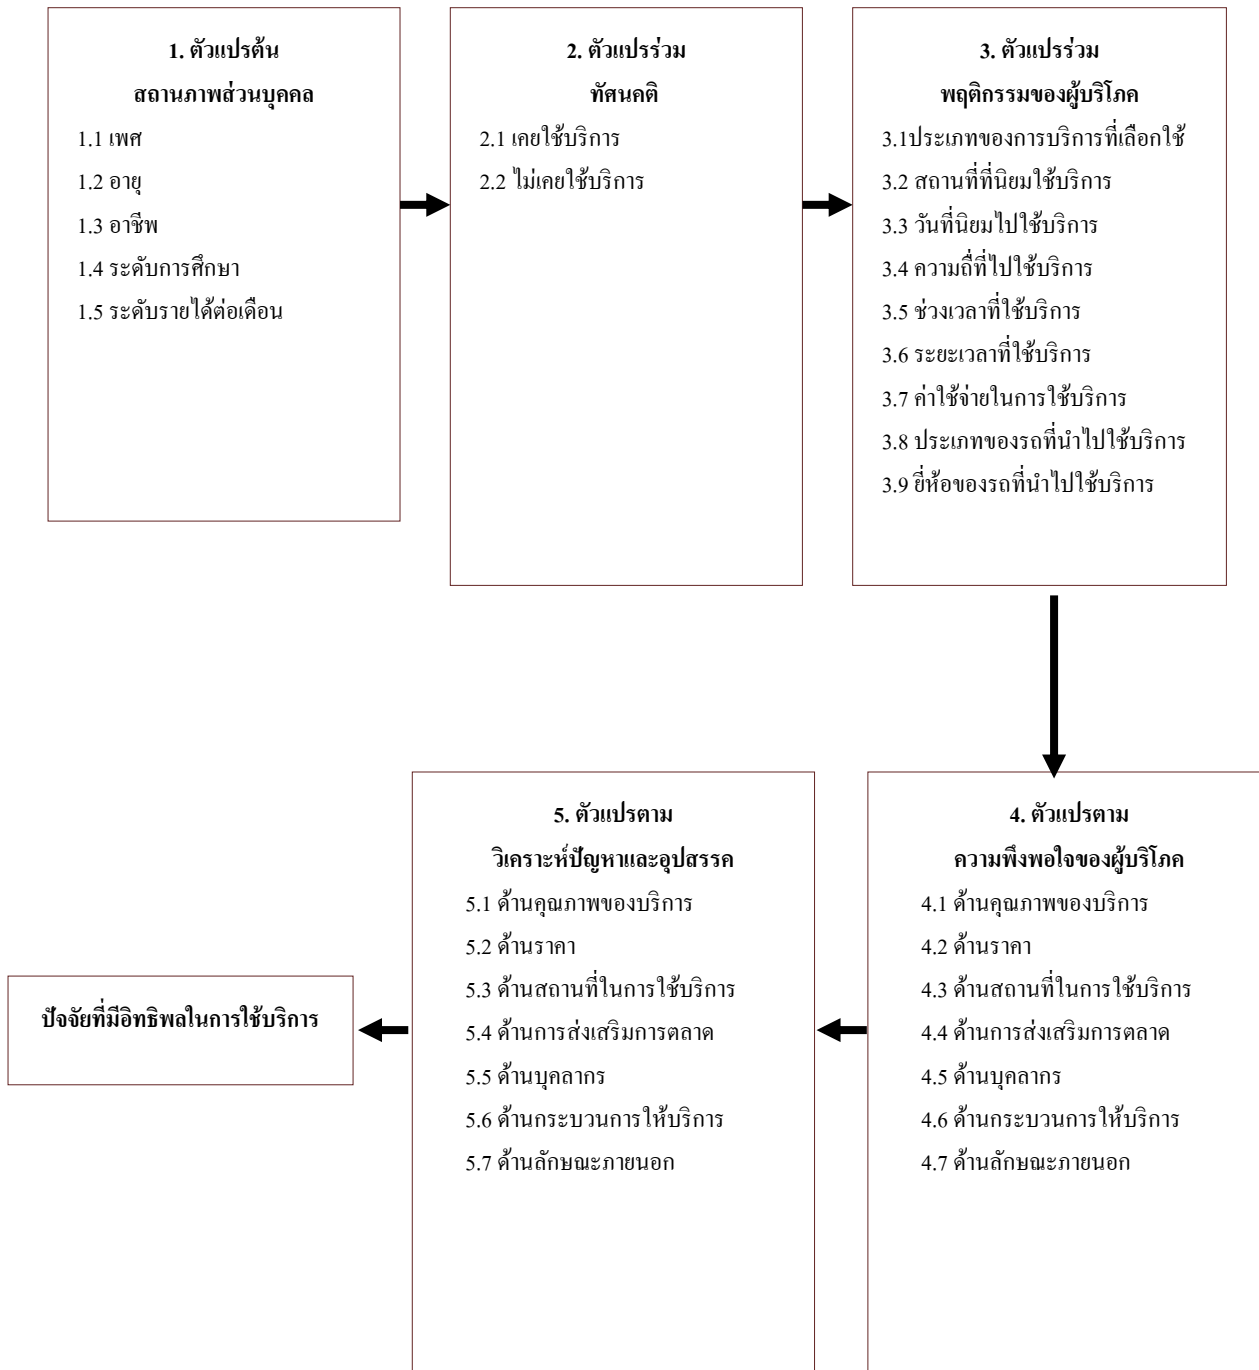 1. ตัวแปรต้น
สถานภาพส่วนบุคคล
1.1 เพศ
1.2 อายุ
1.3 อาชีพ
1.4 ระดับการศึกษา
1.5 ระดับรายได้ต่อเดือน
2. ตัวแปรร่วม
ทัศนคติ
2.1 เคยใช้บริการ
2.2 ไม่เคยใช้บริการ
3. ตัวแปรร่วม
พฤติกรรมของผู้บริโภค
3.1ประเภทของการบริการที่เลือกใช้
3.2 สถานที่ที่นิยมใช้บริการ
3.3 วันที่นิยมไปใช้บริการ
3.4 ความถี่ที่ไปใช้บริการ
3.5 ช่วงเวลาที่ใช้บริการ
3.6 ระยะเวลาที่ใช้บริการ
3.7 ค่าใช้จ่ายในการใช้บริการ
3.8 ประเภทของรถที่นำไปใช้บริการ
3.9 ยี่ห้อของรถที่นำไปใช้บริการ
4. ตัวแปรตาม
ความพึงพอใจของผู้บริโภค
4.1 ด้านคุณภาพของบริการ
4.2 ด้านราคา
4.3 ด้านสถานที่ในการใช้บริการ
4.4 ด้านการส่งเสริมการตลาด
4.5 ด้านบุคลากร
4.6 ด้านกระบวนการให้บริการ
4.7 ด้านลักษณะภายนอก
5. ตัวแปรตาม
วิเคราะห์ปัญหาและอุปสรรค
5.1 ด้านคุณภาพของบริการ
5.2 ด้านราคา
5.3 ด้านสถานที่ในการใช้บริการ
5.4 ด้านการส่งเสริมการตลาด
5.5 ด้านบุคลากร
5.6 ด้านกระบวนการให้บริการ
5.7 ด้านลักษณะภายนอก
ปัจจัยที่มีอิทธิพลในการใช้บริการ